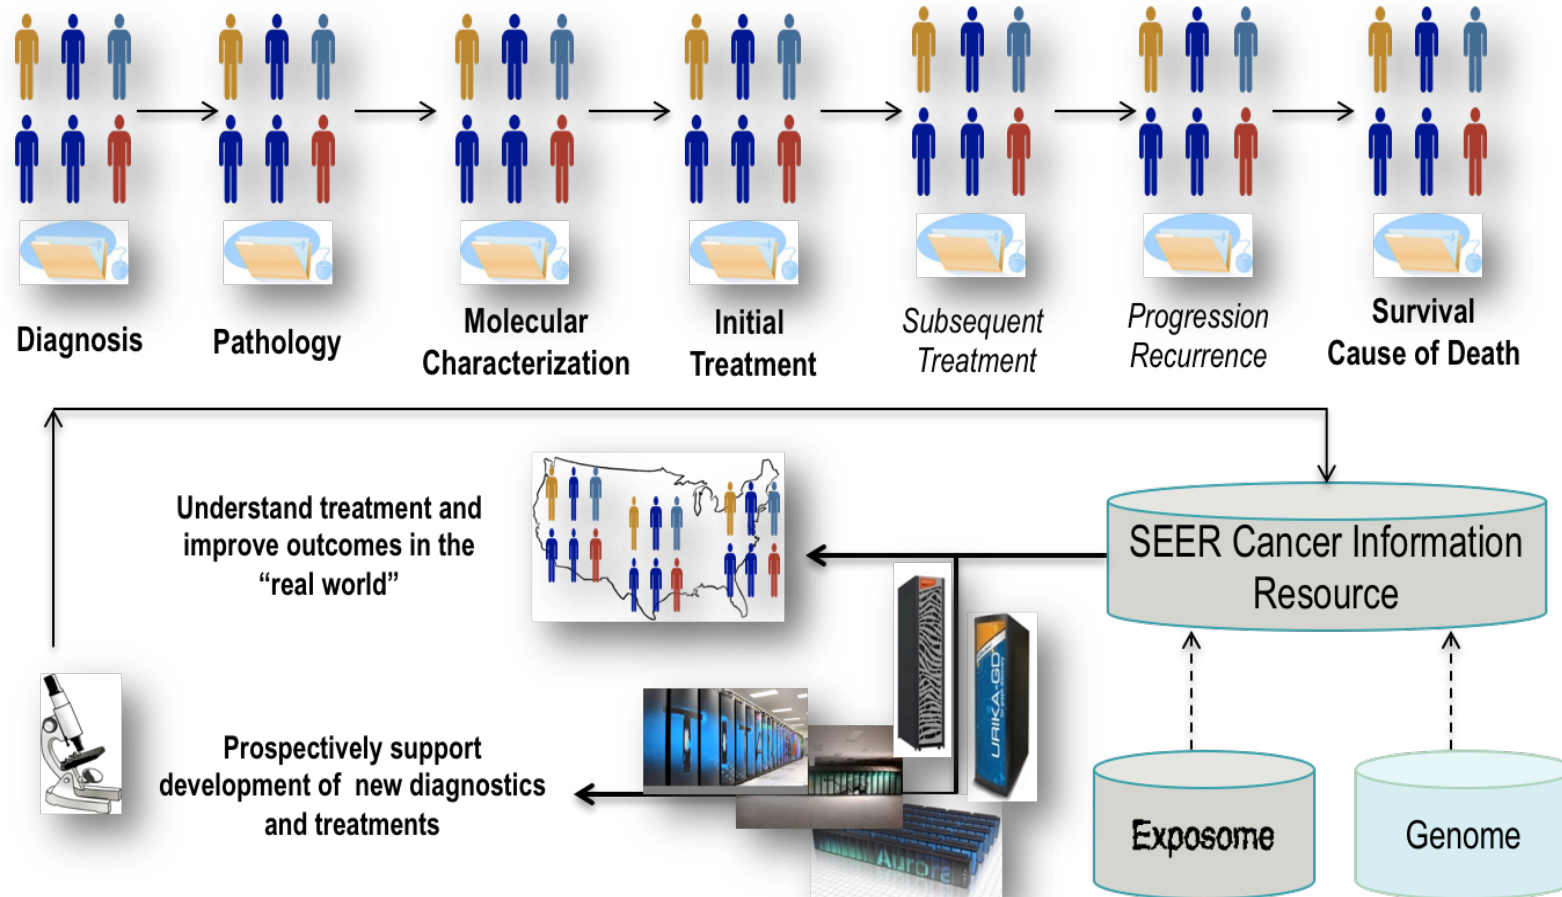 Diagnosis
Pathology
Molecular
Characterization
Initial
Treatment
Subsequent
Treatment
Progression
Recurrence
Survival
Cause of Death
Understand treatment and
improve outcomes in the
“real world”
SEER Cancer Information
Resource
URIKA-GD
TITAN
Prospectively support
development of new diagnostics
and treatments
Aurora
Exposome
Genome